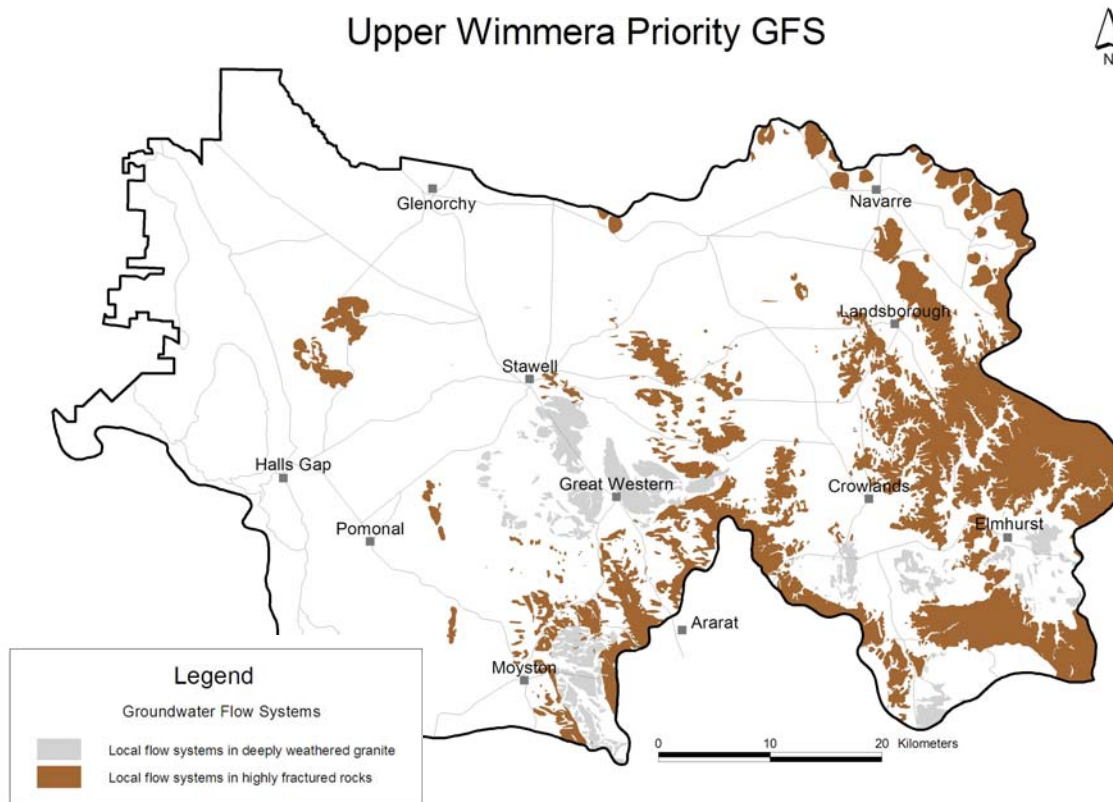 Upper Wimmera Priority GFS
N
Glenorchy
Navarre
Landsborough
Stawell
Halls Gap
Great Western
Crowlands
Pomonal
Elmhurst
Ararat
Moyston
Legend
Groundwater Flow Systems
Local flow systems in deeply weathered granite
Local flow systems in highly fractured rocks
0 10 20 Kilometers